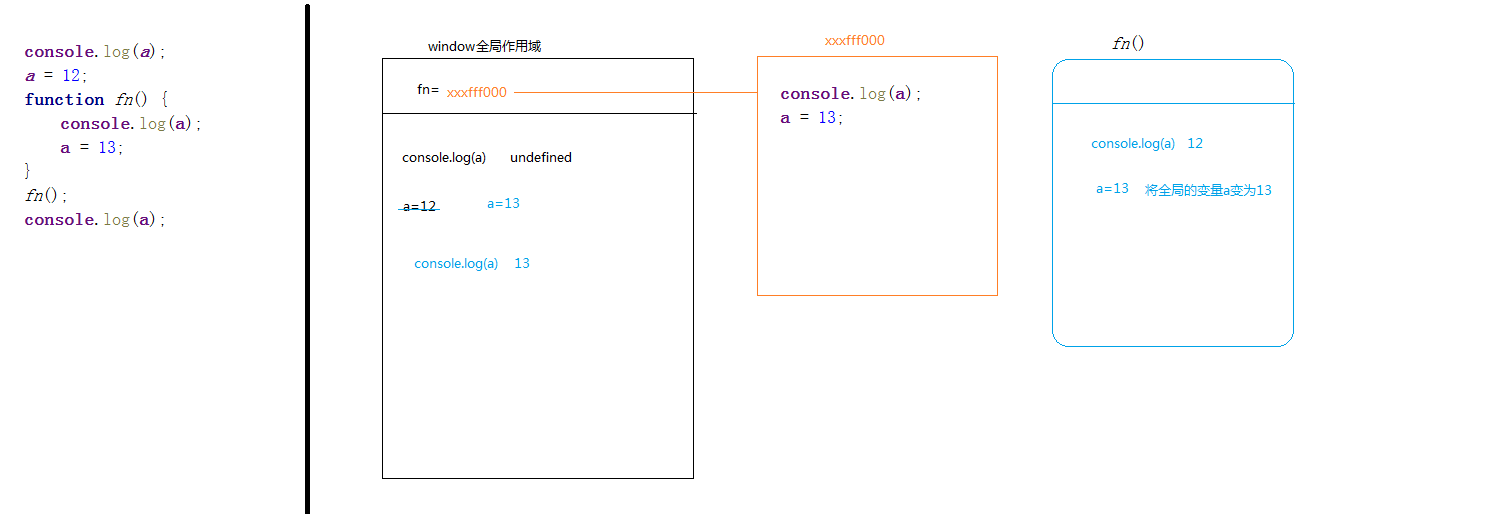 console.log(a);
a = 12;
function fn() {
    console.log(a);
    a = 13;
}
fn();
console.log(a);
window全局作用域
fn= xxxfff000
console.log(a) undefined
a=12 a=13
console.log(a) 13
xxxfff000
console.log(a);
a = 13;
fn()
console.log(a) 12
a=13 将全局的变量a变为13